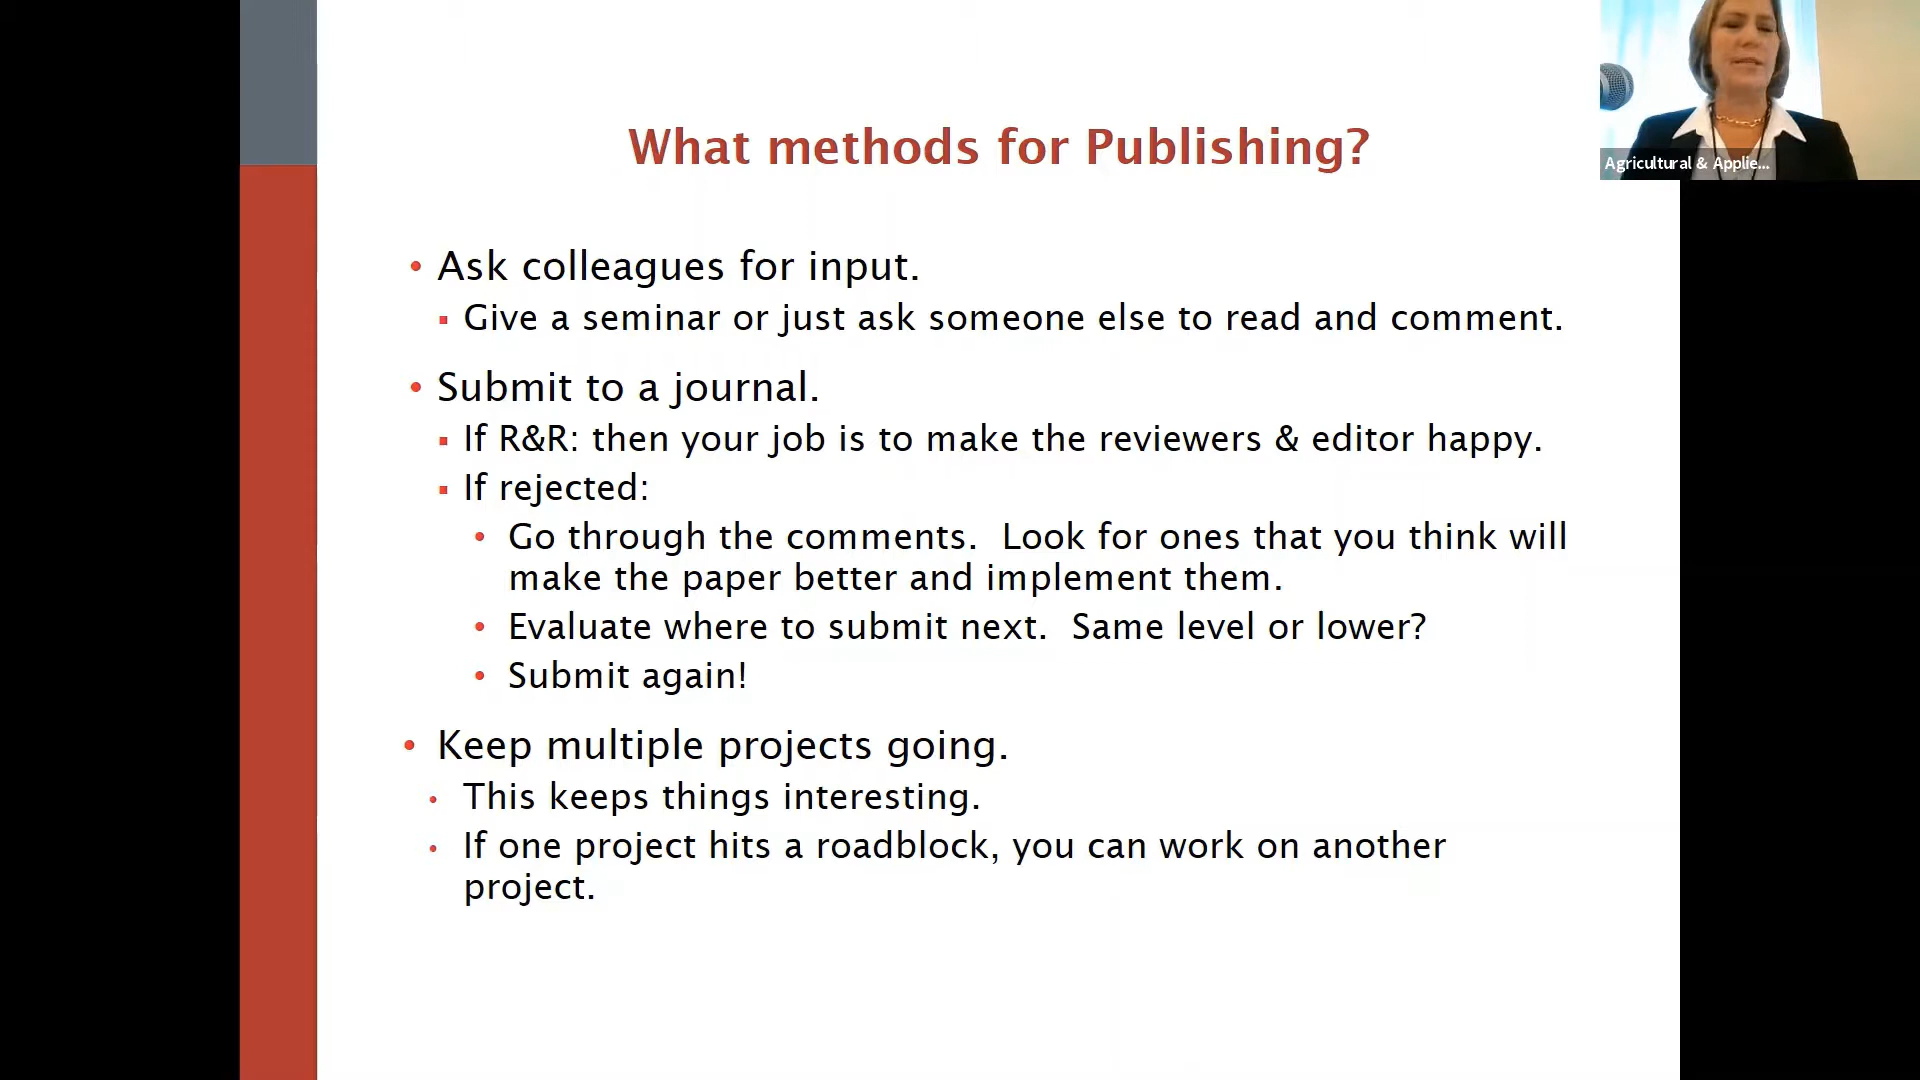 What methods for Publishing?
Agricultural & Applie...
• Ask colleagues for input.
▪ Give a seminar or just ask someone else to read and comment.
• Submit to a journal.
▪ If R&R: then your job is to make the reviewers & editor happy.
▪ If rejected:
• Go through the comments. Look for ones that you think will
make the paper better and implement them.
• Evaluate where to submit next. Same level or lower?
• Submit again!
• Keep multiple projects going.
• This keeps things interesting.
• If one project hits a roadblock, you can work on another
project.